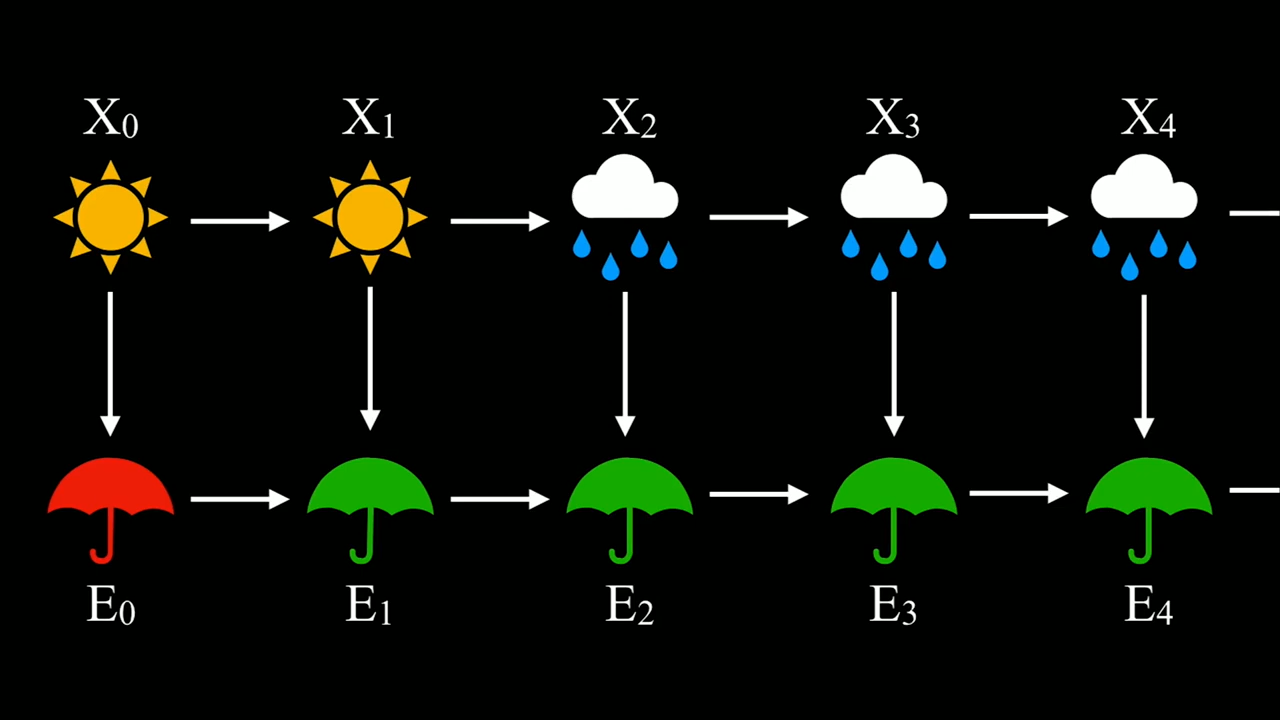 X₀ X₁ X₂ X₃ X₄
E₀ E₁ E₂ E₃ E₄